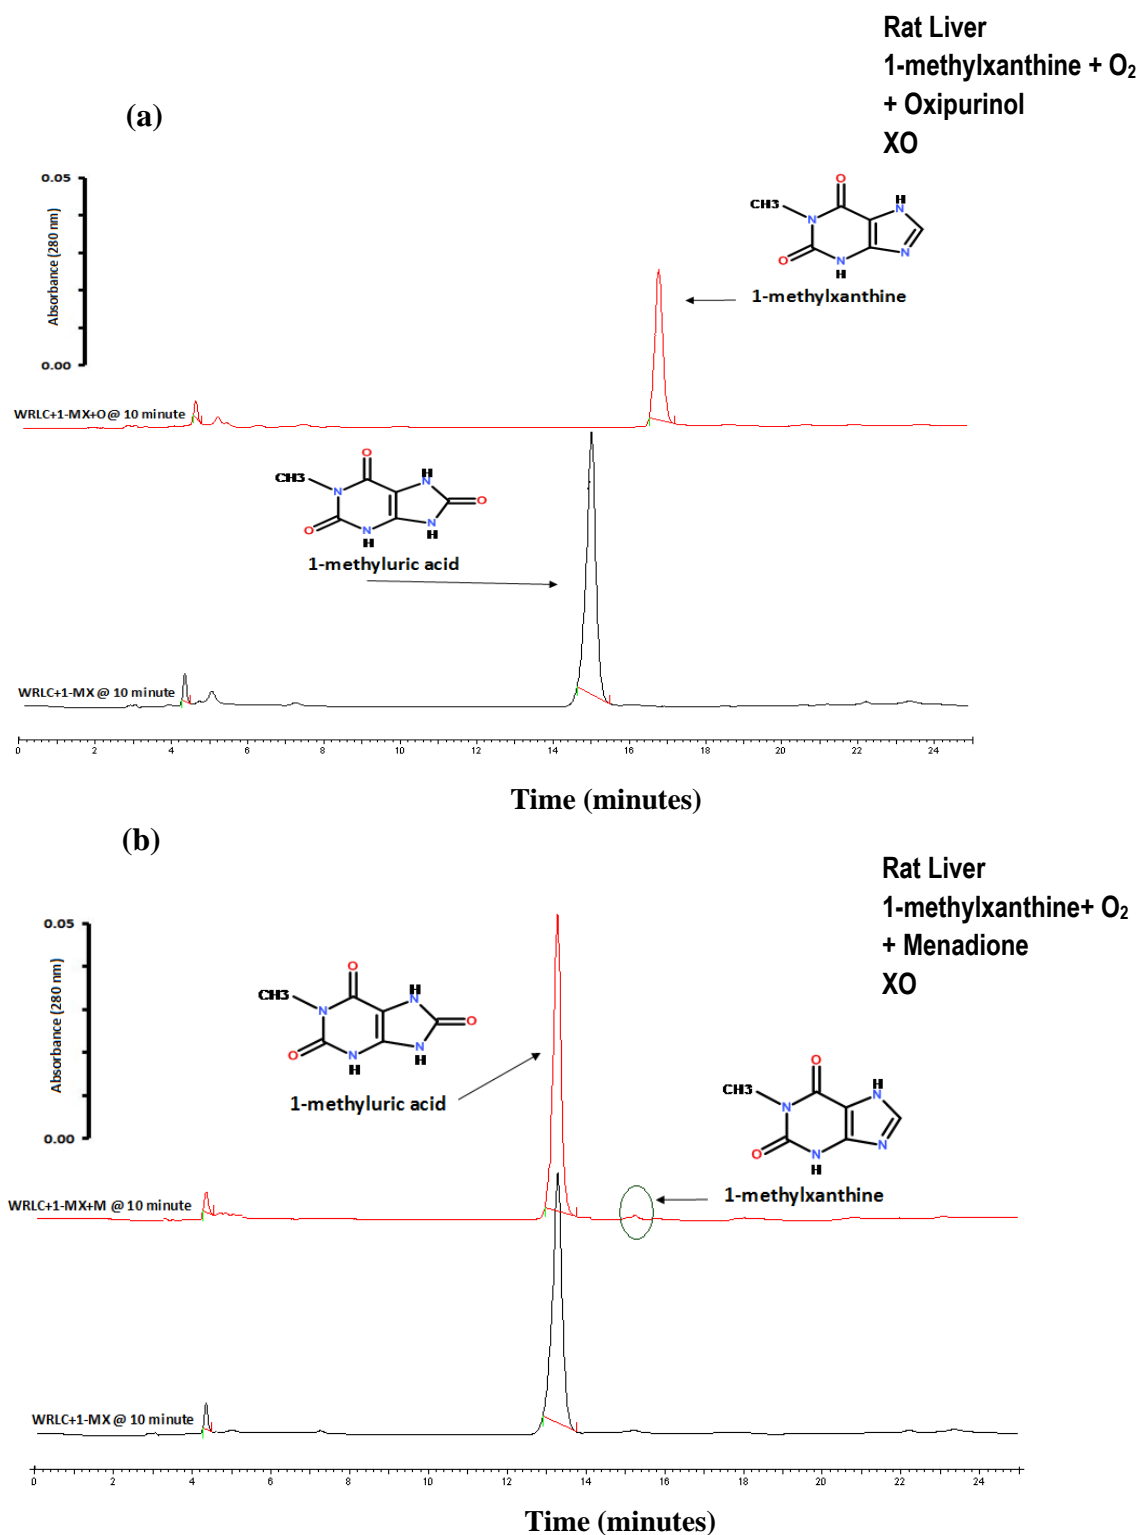 Rat Liver
1-methylxanthine + O2
+ Oxipurinol
XO
(a)
0.05
Absorbance (280 nm)
0.00
O
H
CH3
N
N
O
N
H
N
1-methylxanthine
WRLC+1-MX+O@ 10 minute
O
H
CH3
N
N
O
O
N
H
N
H
1-methyluric acid
WRLC+1-MX @ 10 minute
0 2 4 6 8 10 12 14 16 18 20 22 24
Time (minutes)
(b)
Rat Liver
1-methylxanthine+ O2
+ Menadione
XO
0.05
Absorbance (280 nm)
0.00
O
H
CH3
N
N
O
O
N
H
N
H
1-methyluric acid
O
H
CH3
N
N
O
N
H
N
1-methylxanthine
WRLC+1-MX+M @ 10 minute
WRLC+1-MX @ 10 minute
0 2 4 6 8 10 12 14 16 18 20 22 24
Time (minutes)